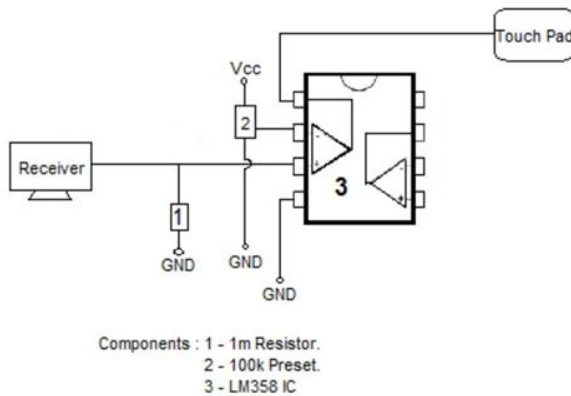 Touch Pad
Vcc
2
Receiver
-
+
-
+
3
1
GND
GND
GND
Components : 1 - 1m Resistor.
2 - 100k Preset.
3 - LM358 IC